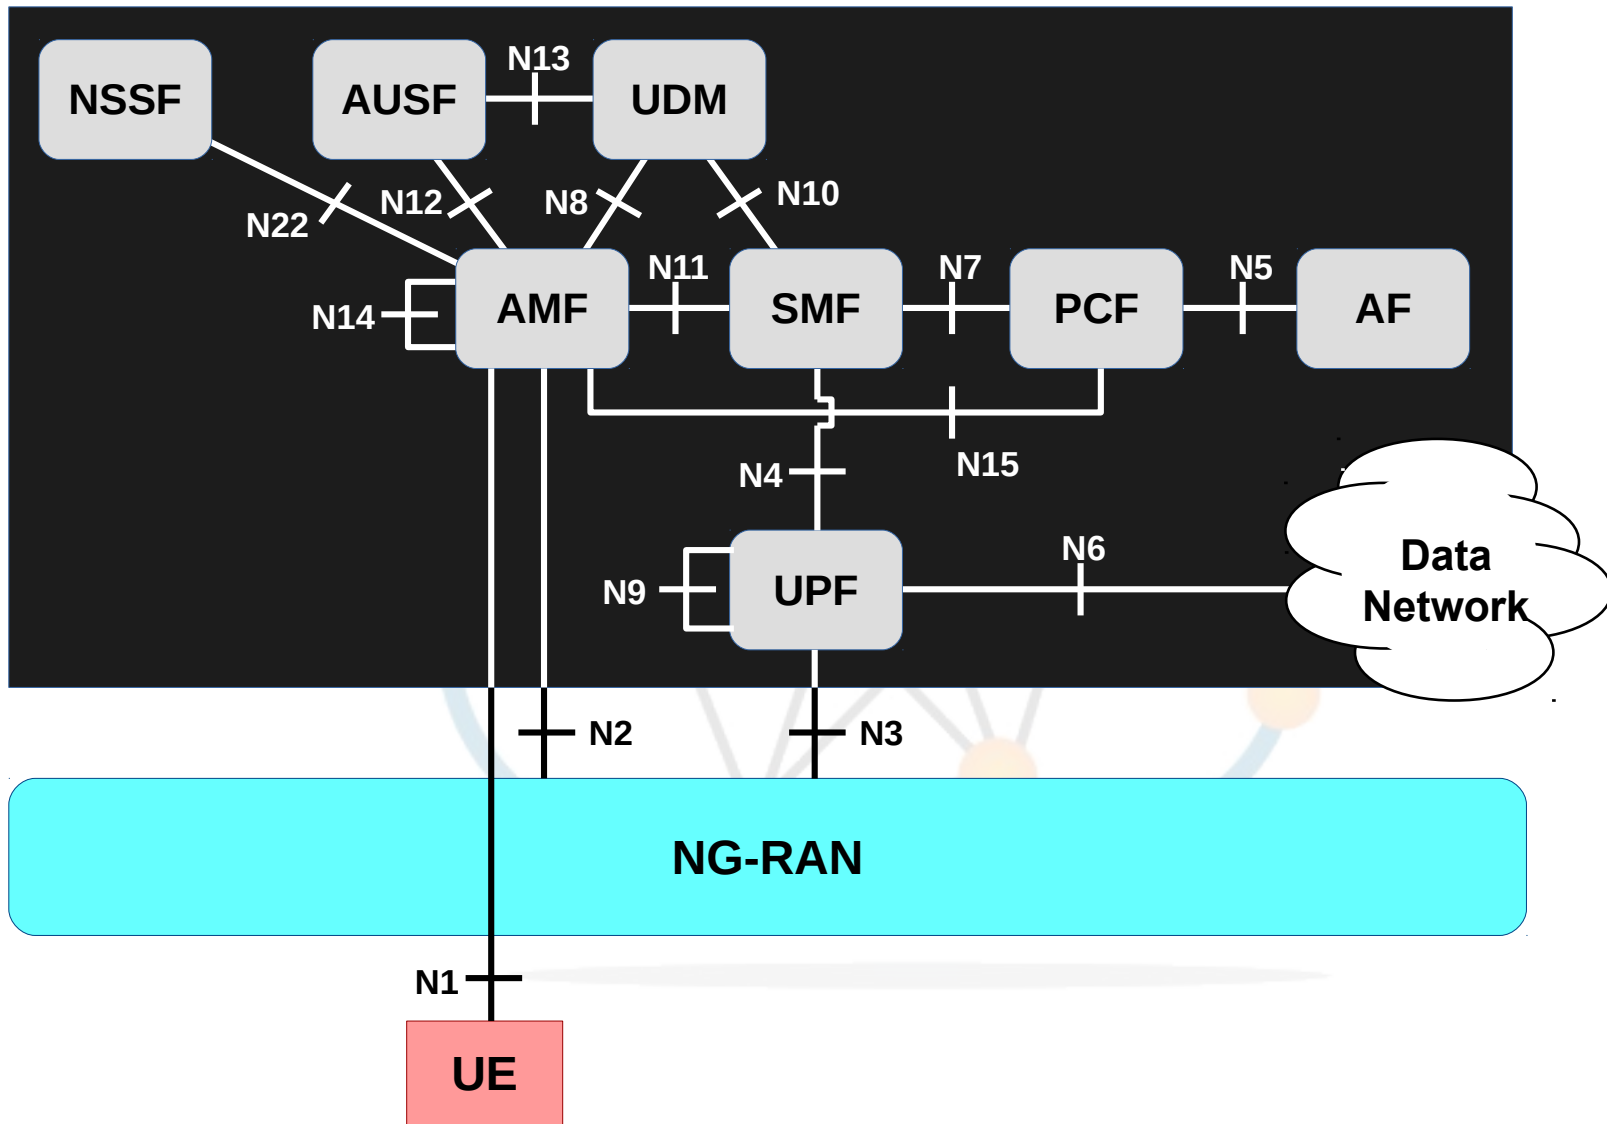 NSSF
AUSF
N13
UDM
N22
N12
N8
N10
N14
AMF
N11
SMF
N7
PCF
N5
AF
N15
N4
N9
UPF
N6
Data
Network
N2
N3
NG-RAN
N1
UE